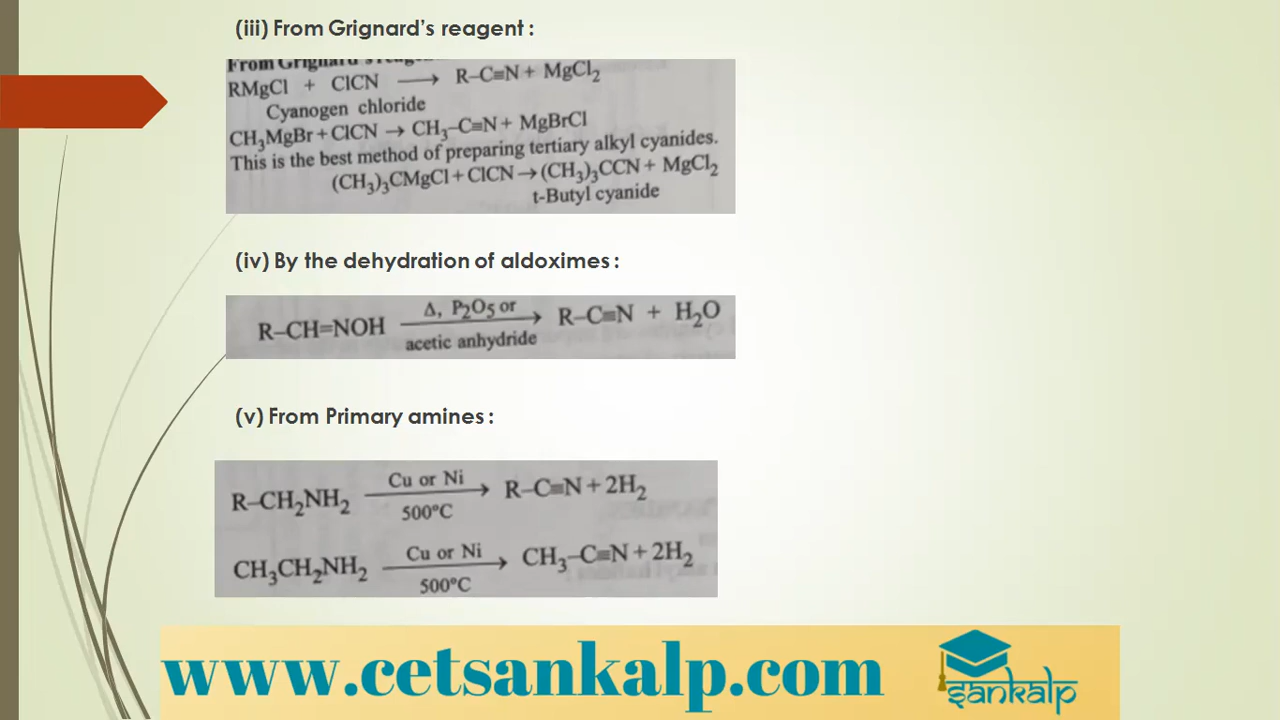 (iii) From Grignard's reagent :
From Grignard's reagent
RMgCl + ClCN ⟶ R–C≡N + MgCl₂
Cyanogen chloride
CH₃MgBr + ClCN → CH₃–C≡N + MgBrCl
This is the best method of preparing tertiary alkyl cyanides.
(CH₃)₃CMgCl + ClCN → (CH₃)₃CCN + MgCl₂
t-Butyl cyanide
(iv) By the dehydration of aldoximes :
Δ, P₂O₅ or
R–CH=NOH ⟶ R–C≡N + H₂O
acetic anhydride
(v) From Primary amines :
Cu or Ni
R–CH₂NH₂ ⟶ R–C≡N + 2H₂
500°C
Cu or Ni
CH₃CH₂NH₂ ⟶ CH₃–C≡N + 2H₂
500°C
www.cetsankalp.com
sankalp